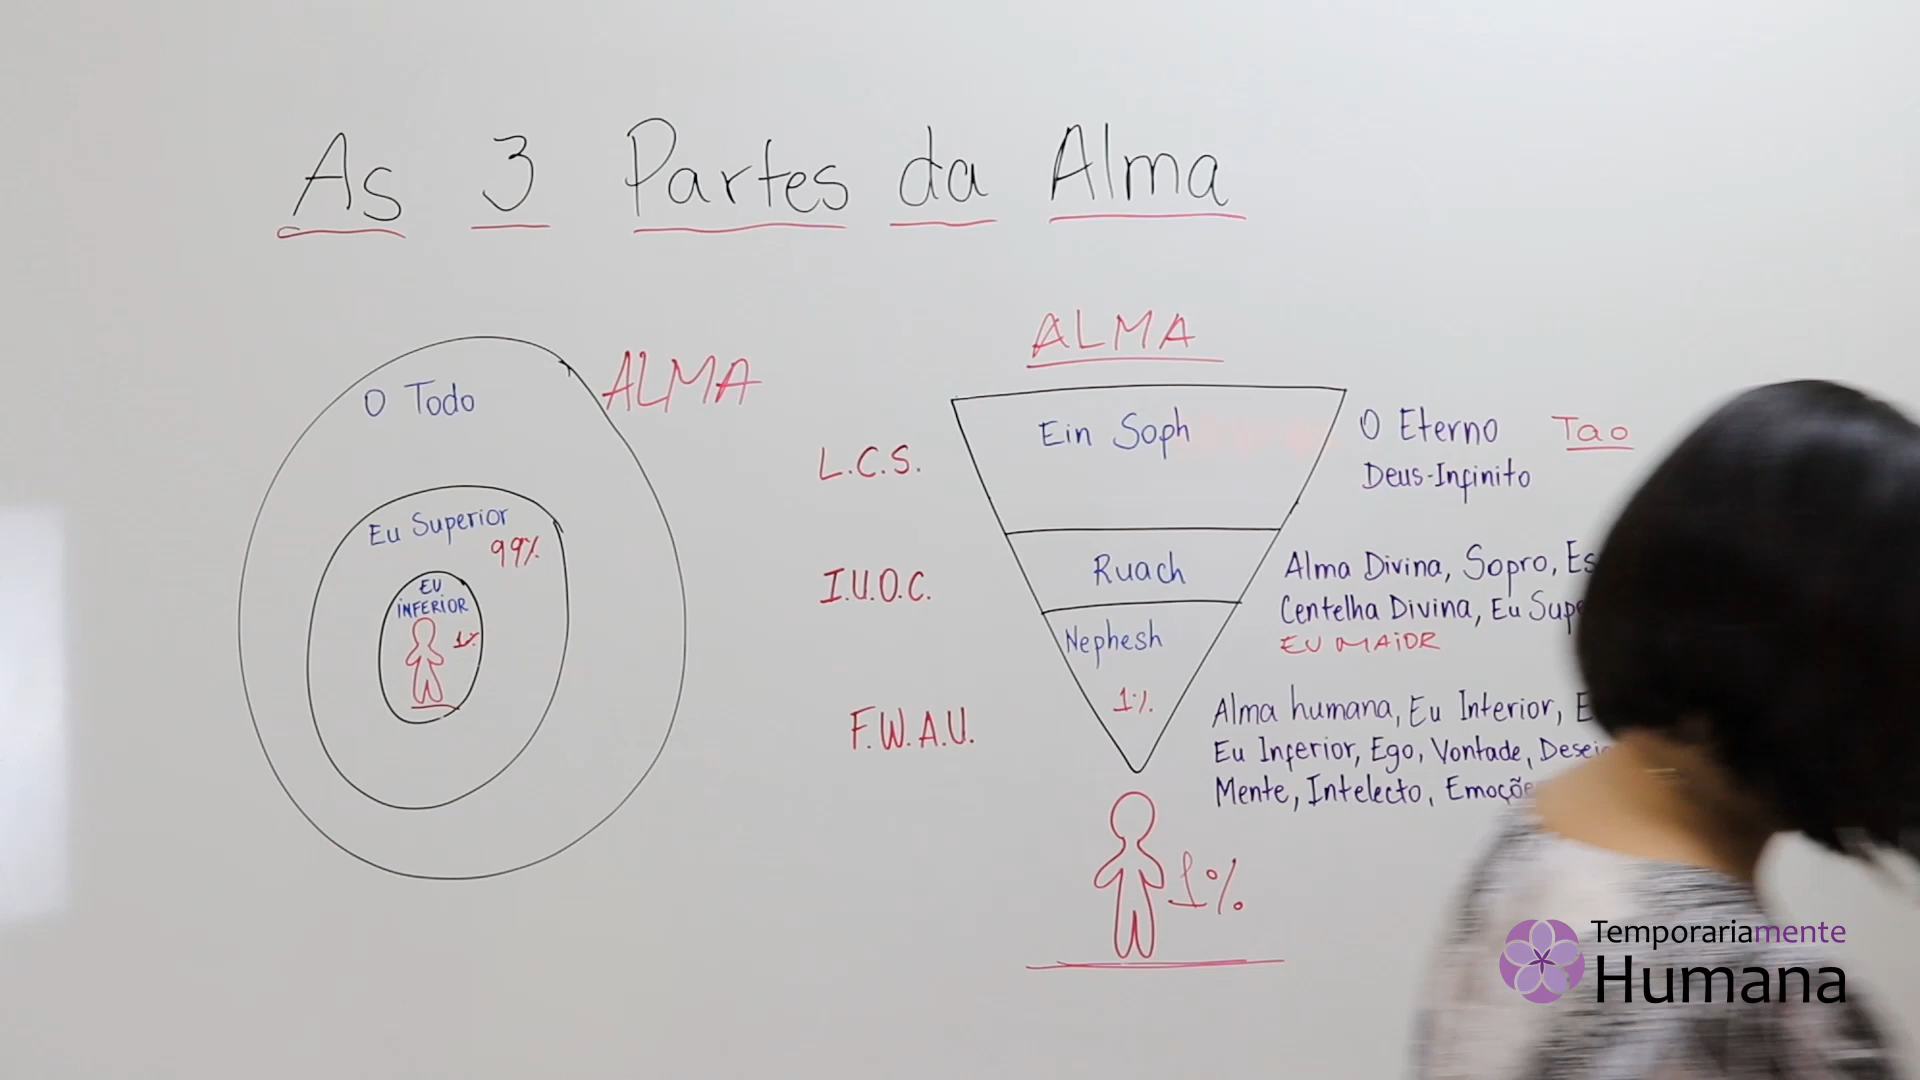 As 3 Partes da Alma
ALMA
O Todo
Eu Superior
99%
EU
INFERIOR
1%
ALMA
L.C.S.
Ein Soph
O Eterno Tao
Deus-Infinito
I.U.O.C.
Ruach
Alma Divina, Sopro,
Centelha Divina, Eu
EU MAIOR
Nephesh
1%
F.W.A.U.
Alma humana, Eu Interior,
Eu Inferior, Ego, Vontade,
Mente, Intelecto,
1%
Temporariamente
Humana